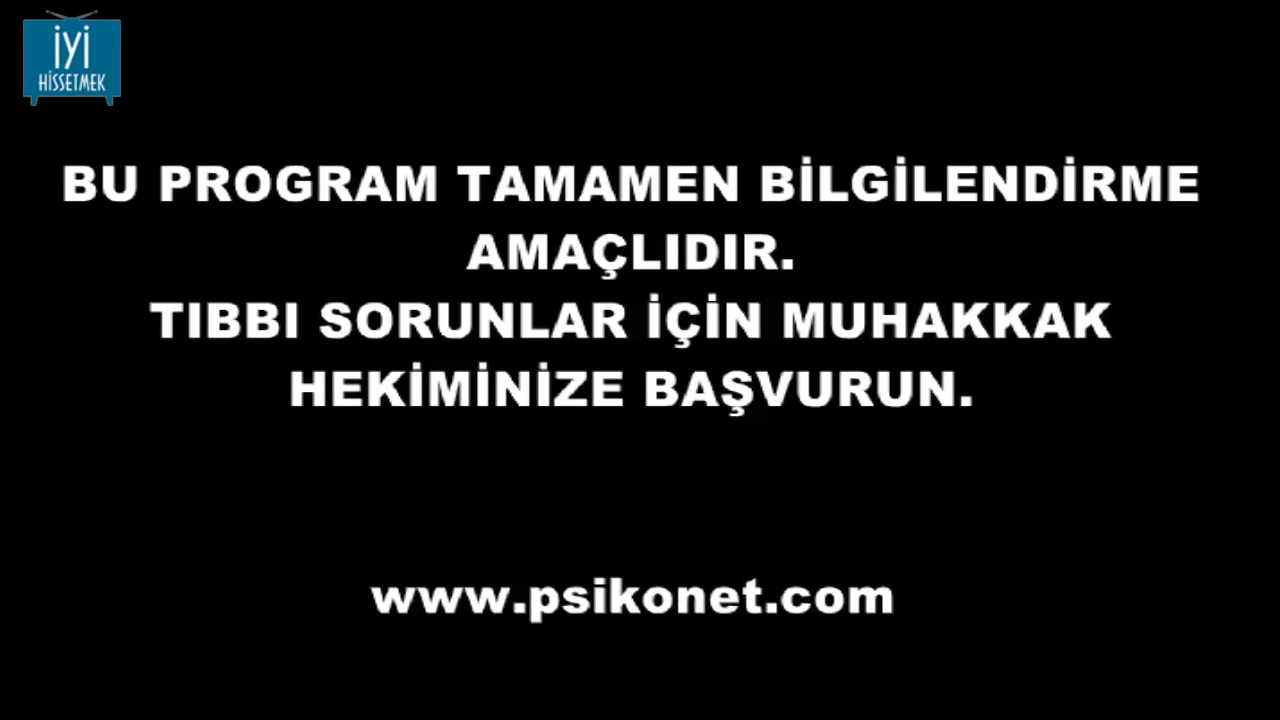 İYİ
HİSSETMEK
BU PROGRAM TAMAMEN BİLGİLENDİRME
AMAÇLIDIR.
TIBBI SORUNLAR İÇİN MUHAKKAK
HEKİMİNİZE BAŞVURUN.
www.psikonet.com